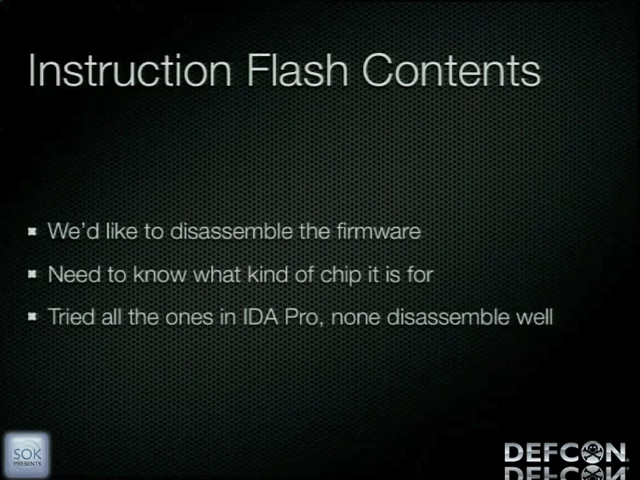 Instruction Flash Contents
We'd like to disassemble the firmware
Need to know what kind of chip it is for
Tried all the ones in IDA Pro, none disassemble well
SOK
PRESENTS
DEFCON